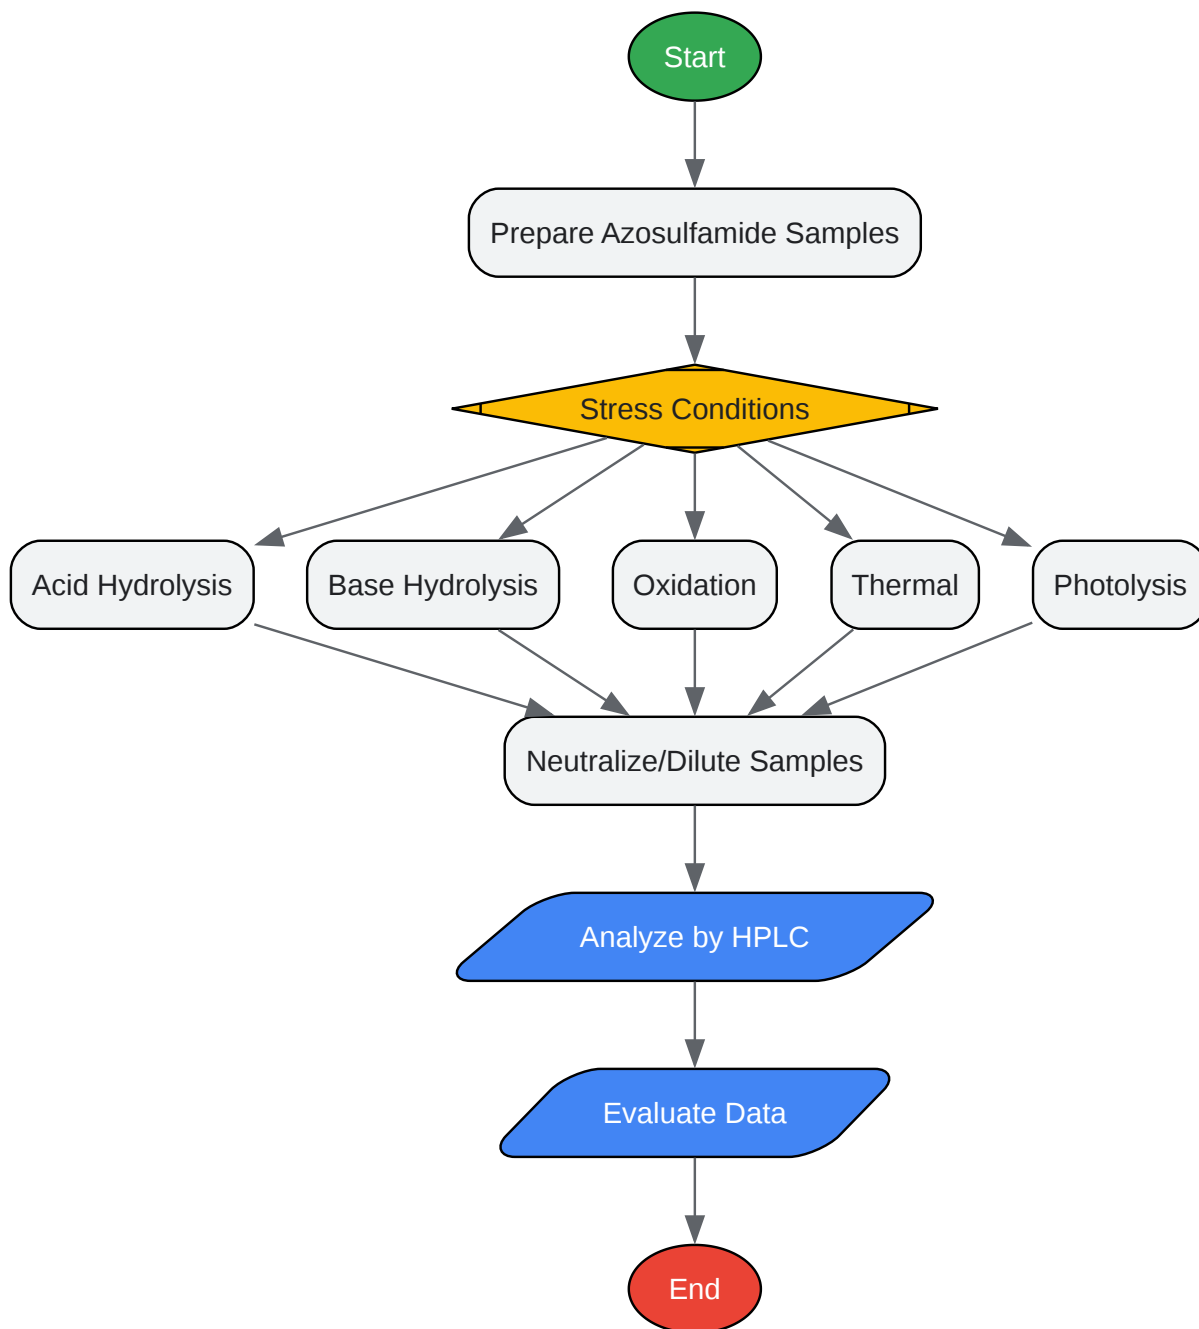 Start
Prepare Azosulfamide Samples
Stress Conditions
Acid Hydrolysis
Base Hydrolysis
Oxidation
Thermal
Photolysis
Neutralize/Dilute Samples
Analyze by HPLC
Evaluate Data
End